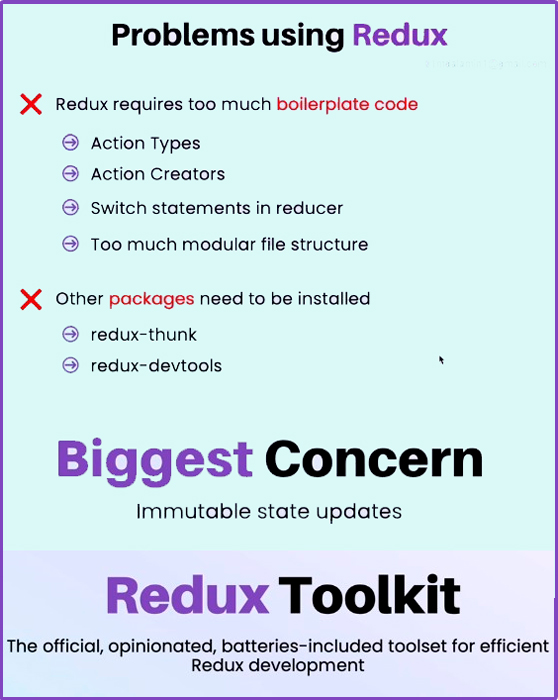 Problems using Redux
Redux requires too much boilerplate code
Action Types
Action Creators
Switch statements in reducer
Too much modular file structure
Other packages need to be installed
redux-thunk
redux-devtools
Biggest Concern
Immutable state updates
Redux Toolkit
The official, opinionated, batteries-included toolset for efficient
Redux development